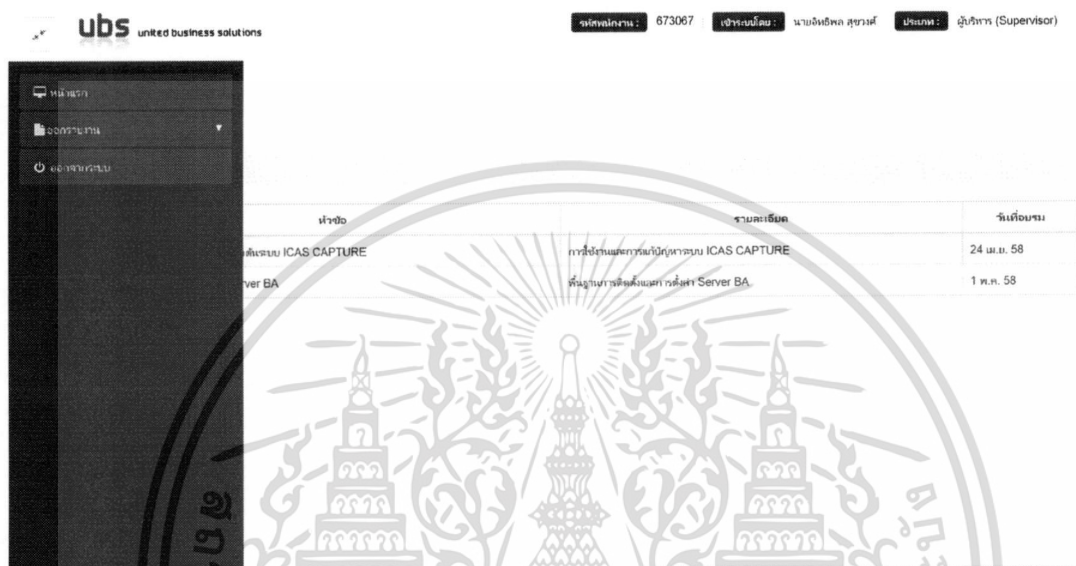 ubs united business solutions
รหัสพนักงาน : 673067 เข้าระบบโดย : นายอิทธิพล สุขวงศ์ ประเภท : ผู้บริหาร (Supervisor)
หน้าแรก
ออกรายงาน
ออกจากระบบ
หัวข้อ รายละเอียด วันที่อบรม
ต้นระบบ ICAS CAPTURE การใช้งานและการแก้ปัญหาระบบ ICAS CAPTURE 24 เม.ย. 58
rver BA พื้นฐานการติดตั้งและการตั้งค่า Server BA 1 พ.ค. 58